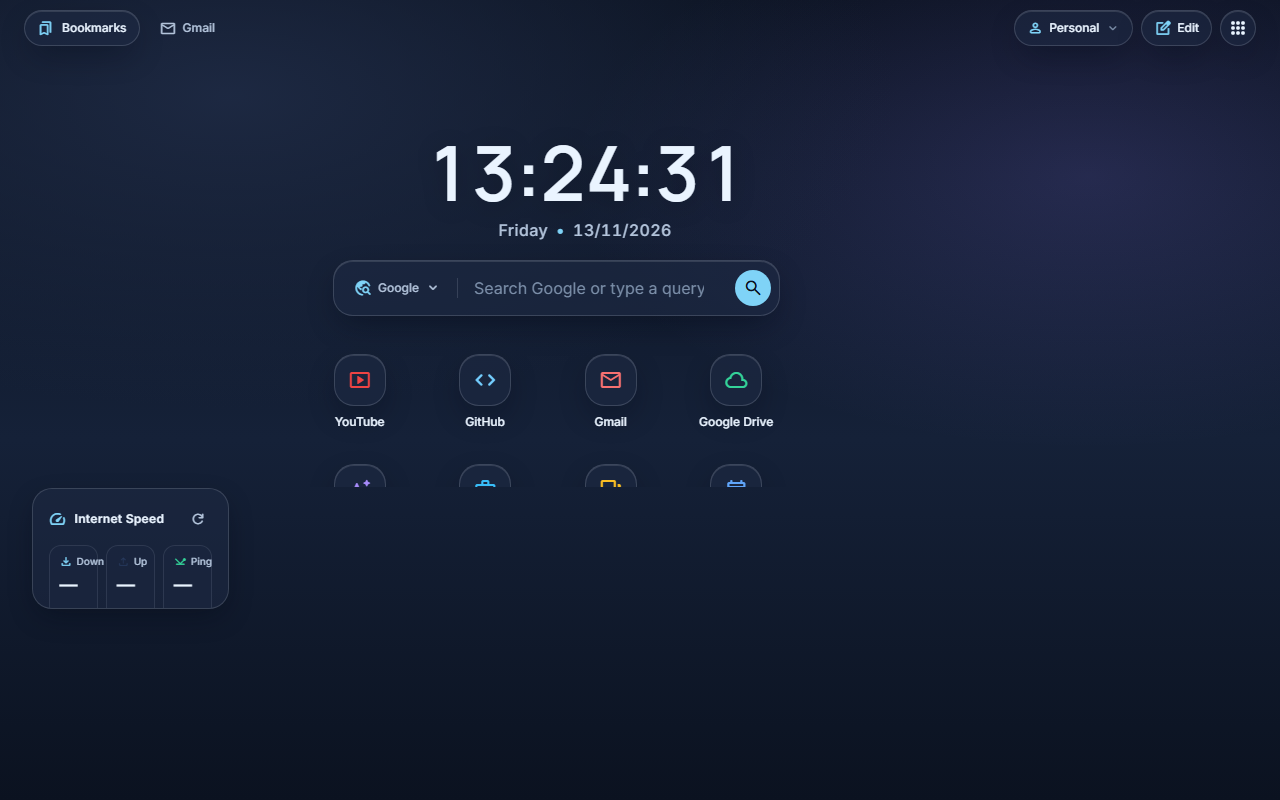 Bookmarks
Gmail
Personal
Edit
13:24:31
Friday • 13/11/2026
Google
Search Google or type a query
YouTube
GitHub
Gmail
Google Drive
Internet Speed
Down
Up
Ping
—
—
—